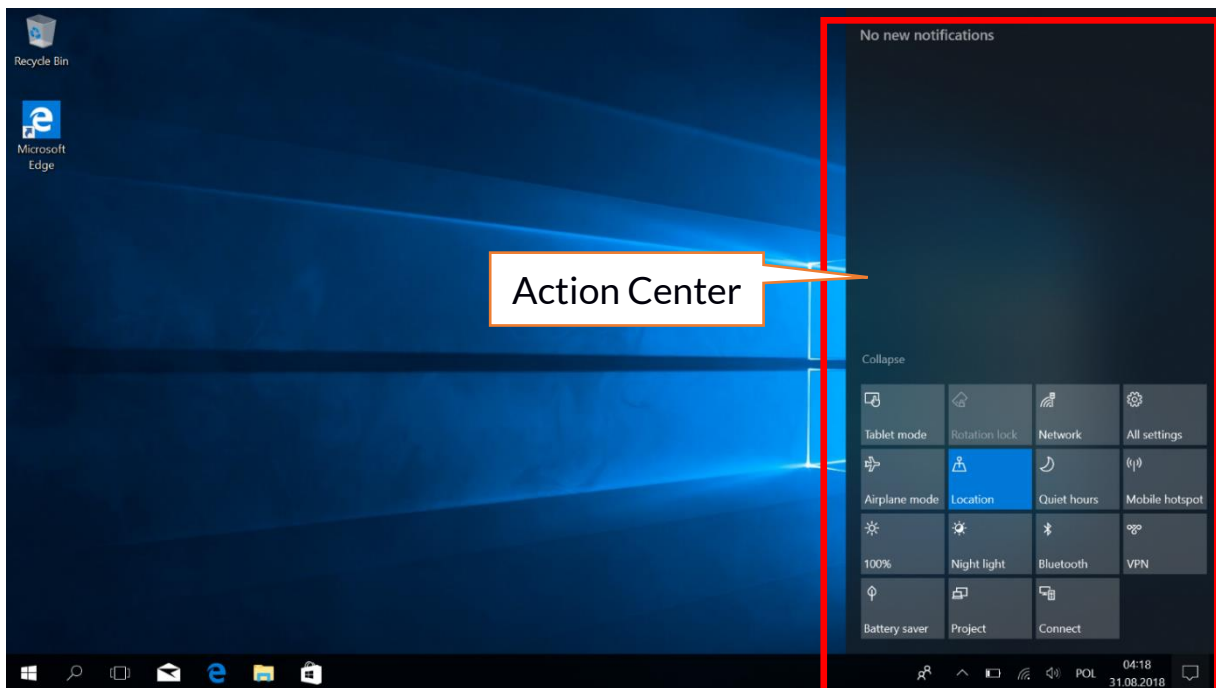 Recycle Bin
Microsoft
Edge
No new notifications
Action Center
Collapse
Tablet mode
Rotation lock
Network
All settings
Airplane mode
Location
Quiet hours
Mobile hotspot
100%
Night light
Bluetooth
VPN
Battery saver
Project
Connect
POL
04:18
31.08.2018